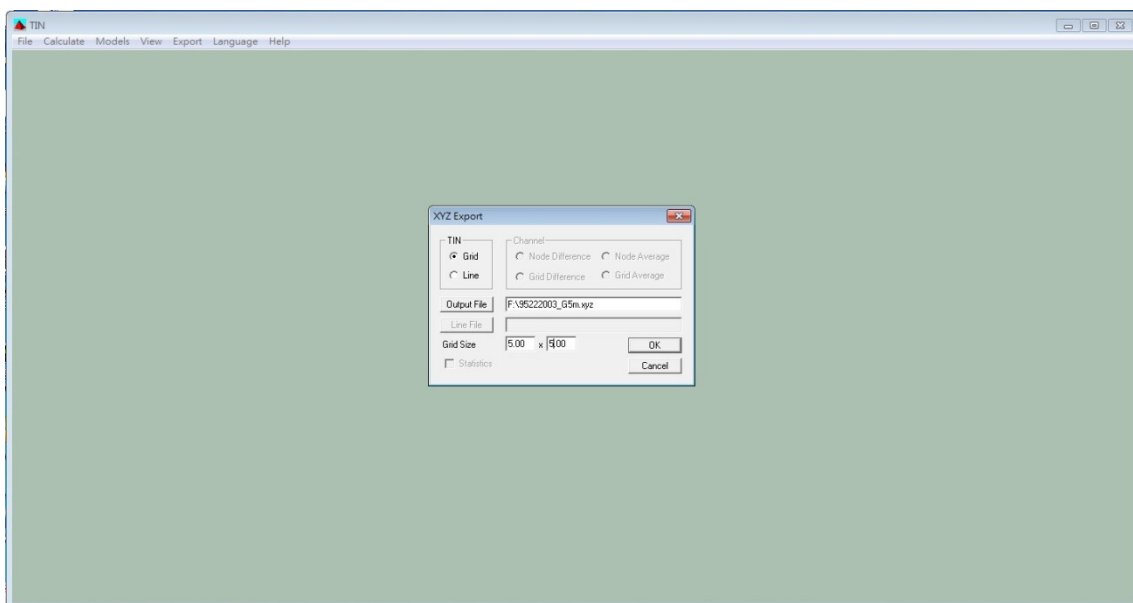 TIN
File Calculate Models View Export Language Help
XYZ Export
TIN
Grid
Line
Channel
Node Difference Node Average
Grid Difference Grid Average
Output File F:\95222003_G5m.xyz
Line File
Grid Size 5.00 x 5.00 OK
Statistics Cancel